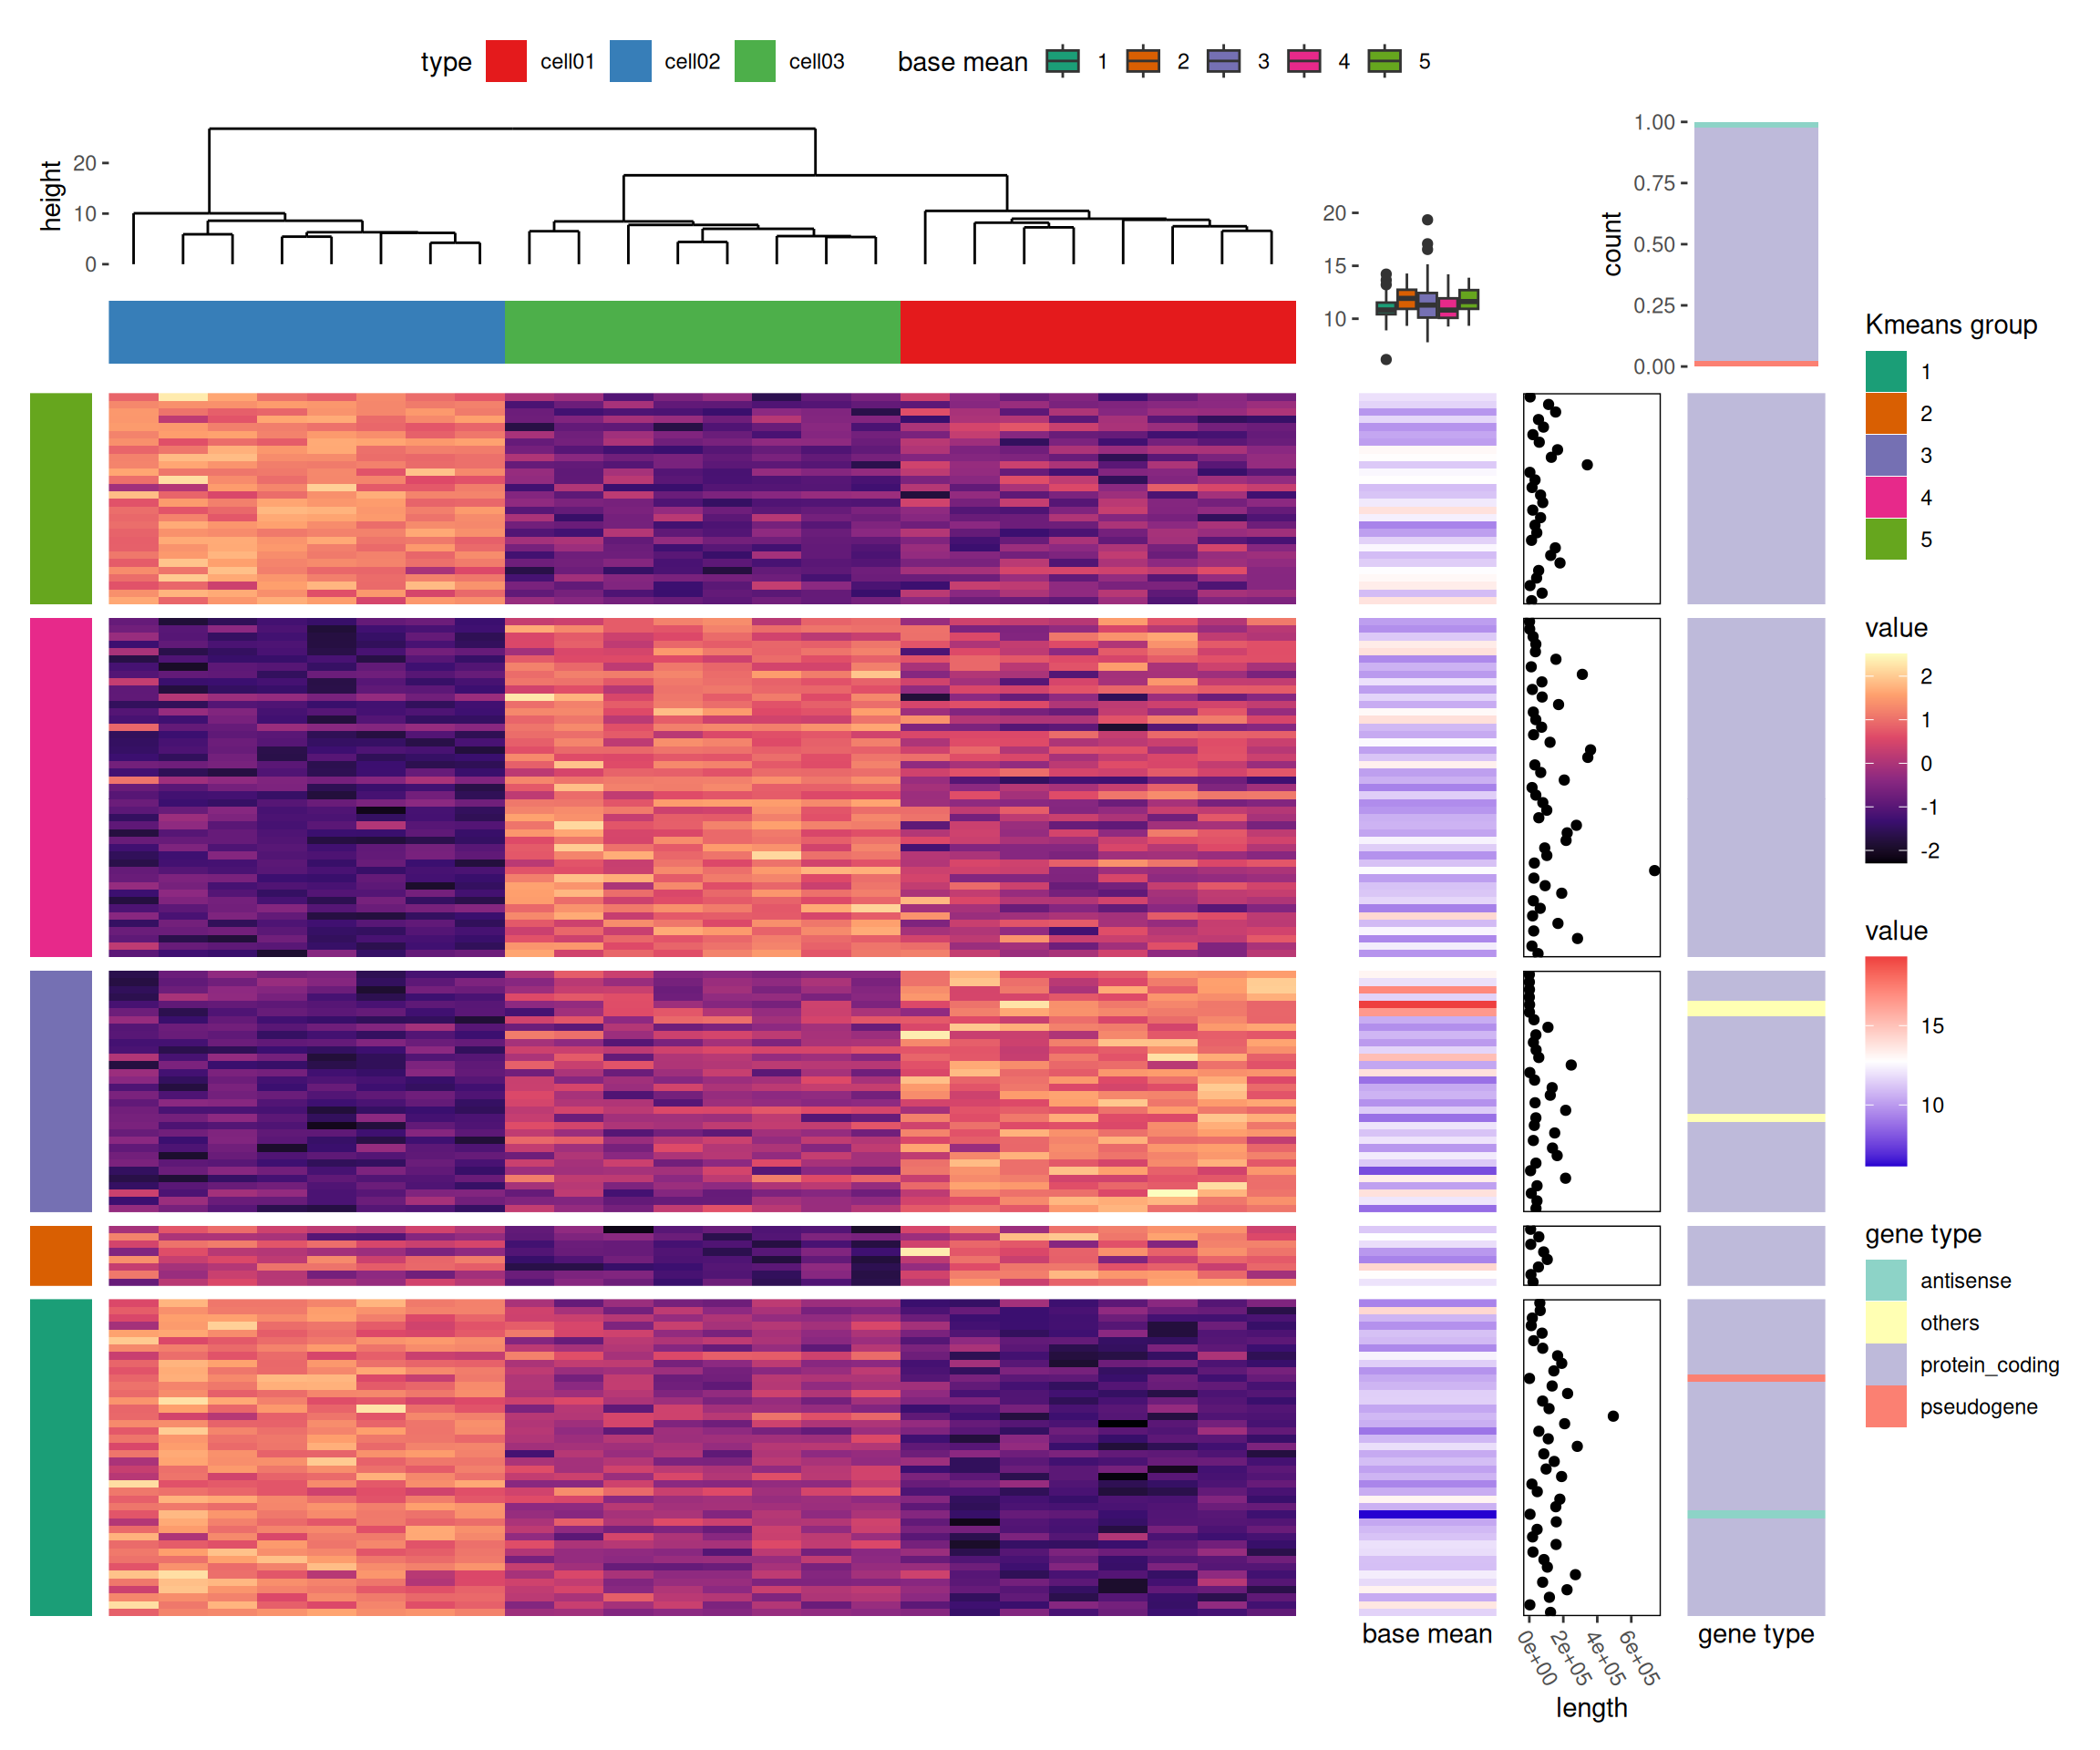 type cell01 cell02 cell03 base mean 1 2 3 4 5
height
20
10
0
20
15
10
count
1.00
0.75
0.50
0.25
0.00
Kmeans group
1
2
3
4
5
value
2
1
0
-1
-2
value
15
10
gene type
antisense
others
protein_coding
pseudogene
base mean
0e+00 2e+05 4e+05 6e+05
length
gene type